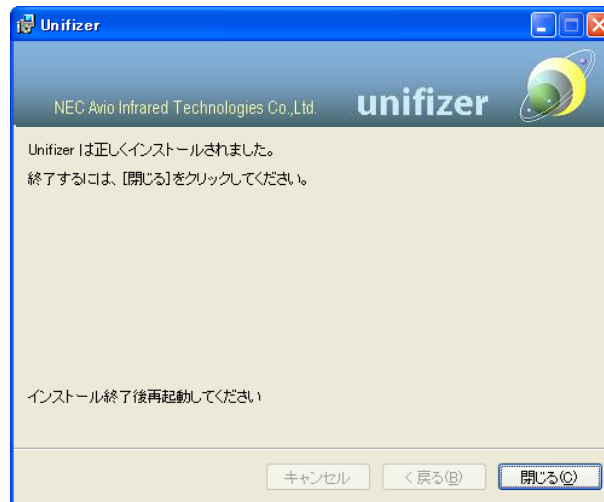 Unifizer
NEC Avio Infrared Technologies Co.,Ltd.
unifizer
Unifizer は正しくインストールされました。
終了するには、[閉じる]をクリックしてください。
インストール終了後再起動してください
キャンセル
< 戻る(B)
閉じる(C)